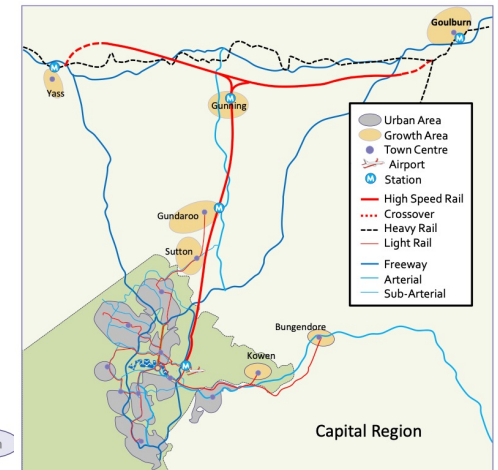 Goulburn
M
M
Yass
M
Gunning
Urban Area
Growth Area
Town Centre
Airport
M Station
High Speed Rail
Crossover
Heavy Rail
Light Rail
Freeway
Arterial
Sub-Arterial
Gundaroo
M
Sutton
Bungendore
Kowen
M
Capital Region